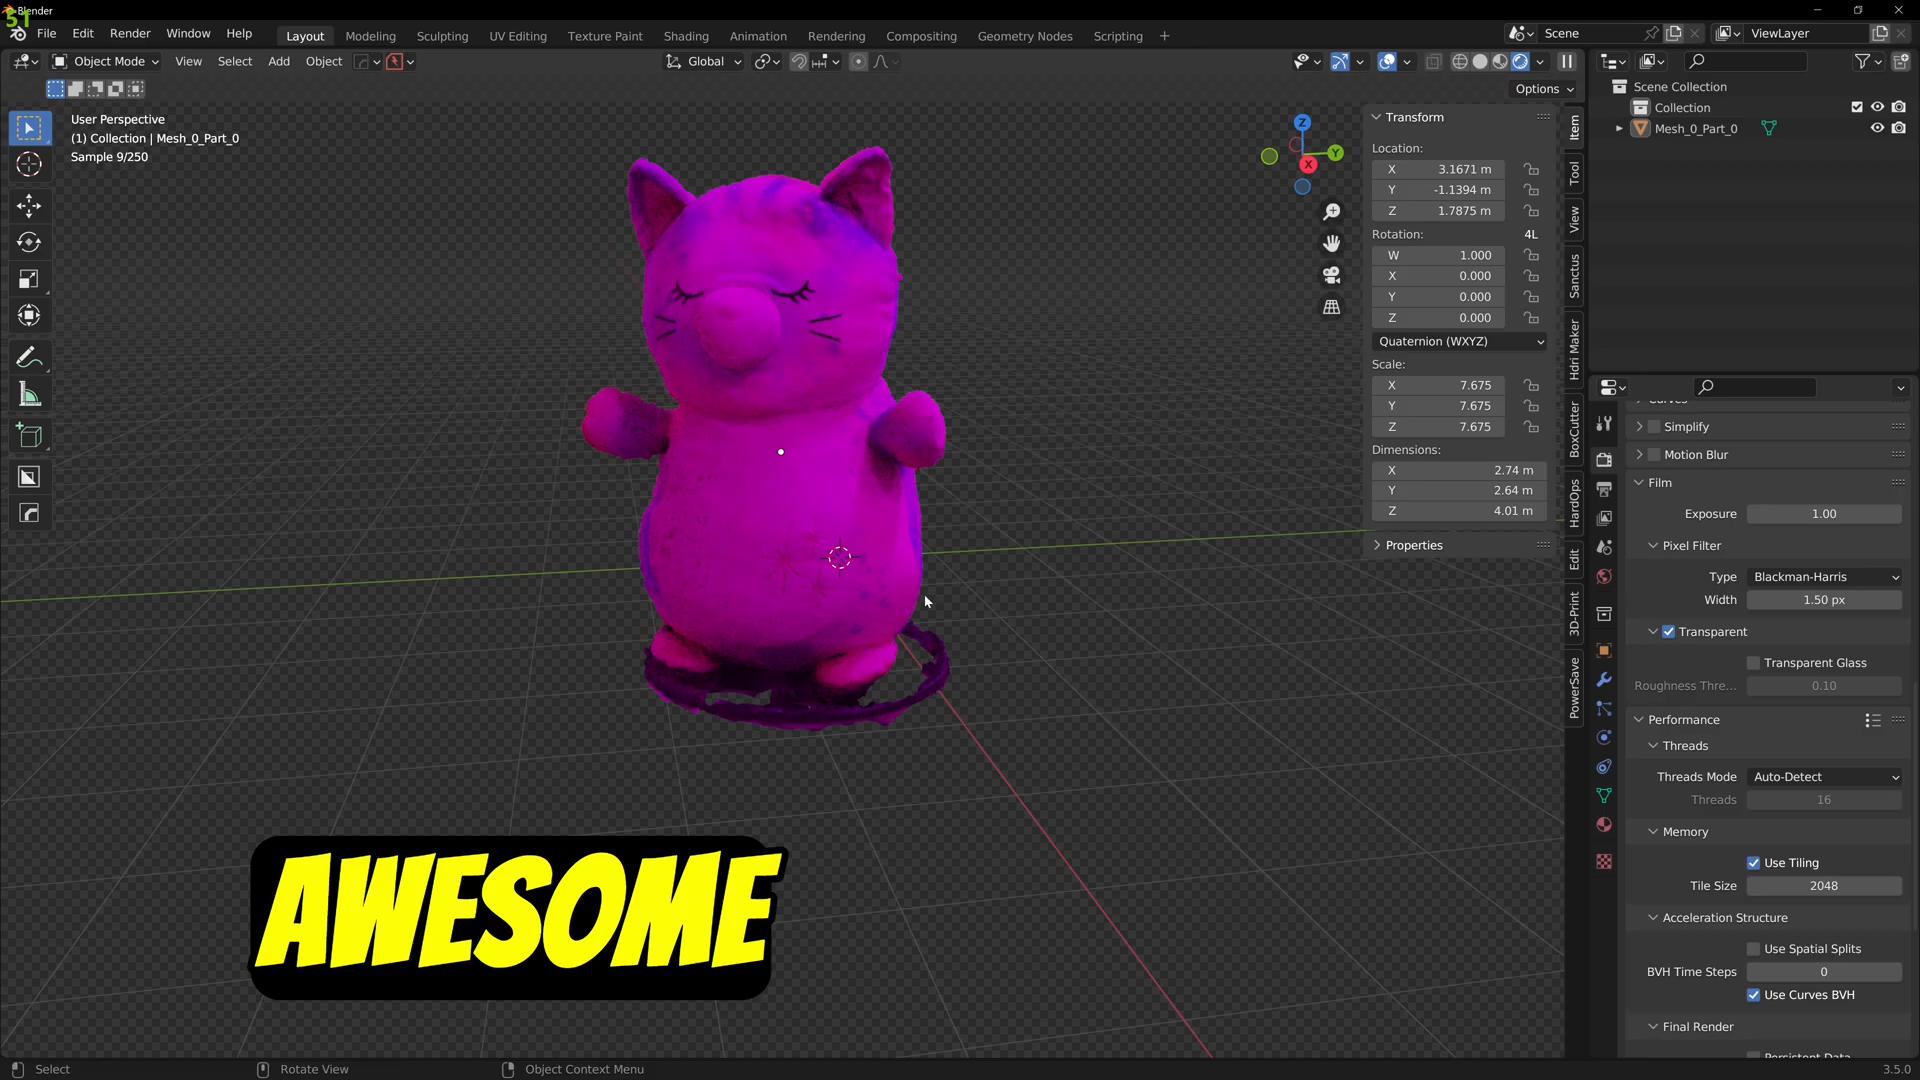 Blender
51
File Edit Render Window Help Layout Modeling Sculpting UV Editing Texture Paint Shading Animation Rendering Compositing Geometry Nodes Scripting + Scene ViewLayer
Object Mode View Select Add Object Global
Options
User Perspective
(1) Collection | Mesh_0_Part_0
Sample 9/250
Z
Y
X
Transform
Location:
X 3.1671 m
Y -1.1394 m
Z 1.7875 m
Rotation: 4L
W 1.000
X 0.000
Y 0.000
Z 0.000
Quaternion (WXYZ)
Scale:
X 7.675
Y 7.675
Z 7.675
Dimensions:
X 2.74 m
Y 2.64 m
Z 4.01 m
Properties
Item
Tool
View
Sanctus
Hdri Maker
BoxCutter
HardOps
Edit
3D-Print
PowerSave
Scene Collection
Collection
Mesh_0_Part_0
Curves
Simplify
Motion Blur
Film
Exposure 1.00
Pixel Filter
Type Blackman-Harris
Width 1.50 px
Transparent
Transparent Glass
Roughness Thre... 0.10
Performance
Threads
Threads Mode Auto-Detect
Threads 16
Memory
Use Tiling
Tile Size 2048
Acceleration Structure
Use Spatial Splits
BVH Time Steps 0
Use Curves BVH
Final Render
Persistent Data
AWESOME
Select Rotate View Object Context Menu 3.5.0